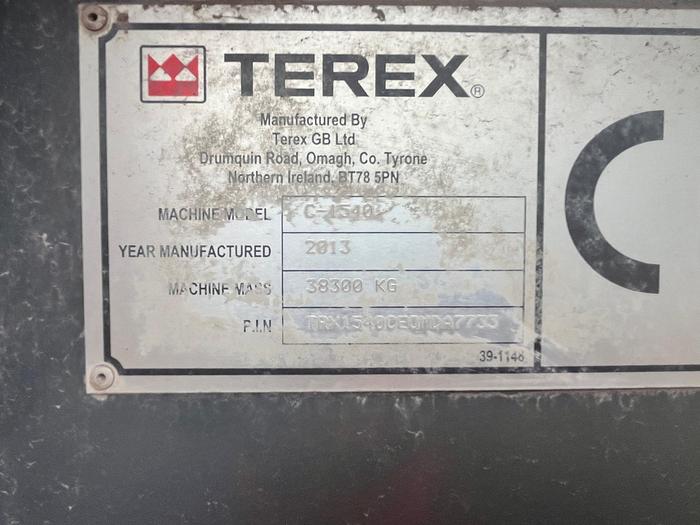 TEREX®
Manufactured By
Terex GB Ltd
Drumquin Road, Omagh, Co. Tyrone
Northern Ireland, BT78 5PN
MACHINE MODEL C-1540
YEAR MANUFACTURED 2013
MACHINE MASS 38300 KG
P.I.N
39-1148
C